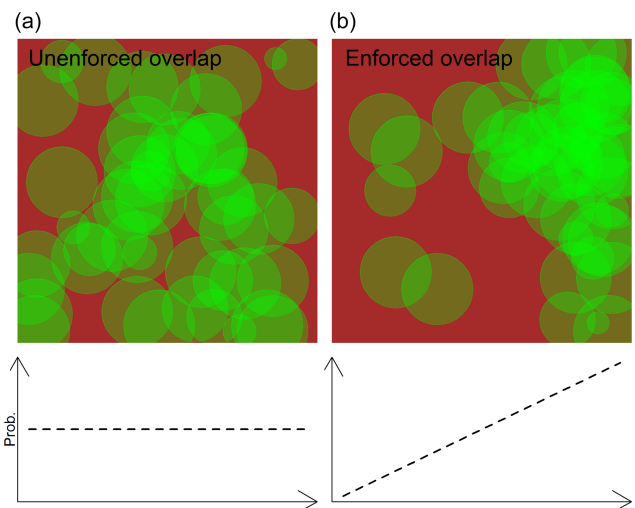 (a)
(b)
Unenforced overlap
Enforced overlap
Prob.